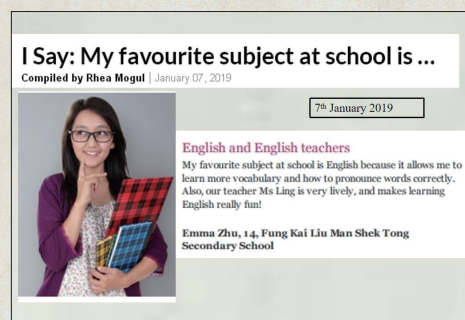 I Say: My favourite subject at school is ...
Compiled by Rhea Mogul | January 07, 2019
7th January 2019
English and English teachers
My favourite subject at school is English because it allows me to
learn more vocabulary and how to pronounce words correctly.
Also, our teacher Ms Ling is very lively, and makes learning
English really fun!
Emma Zhu, 14, Fung Kai Liu Man Shek Tong
Secondary School